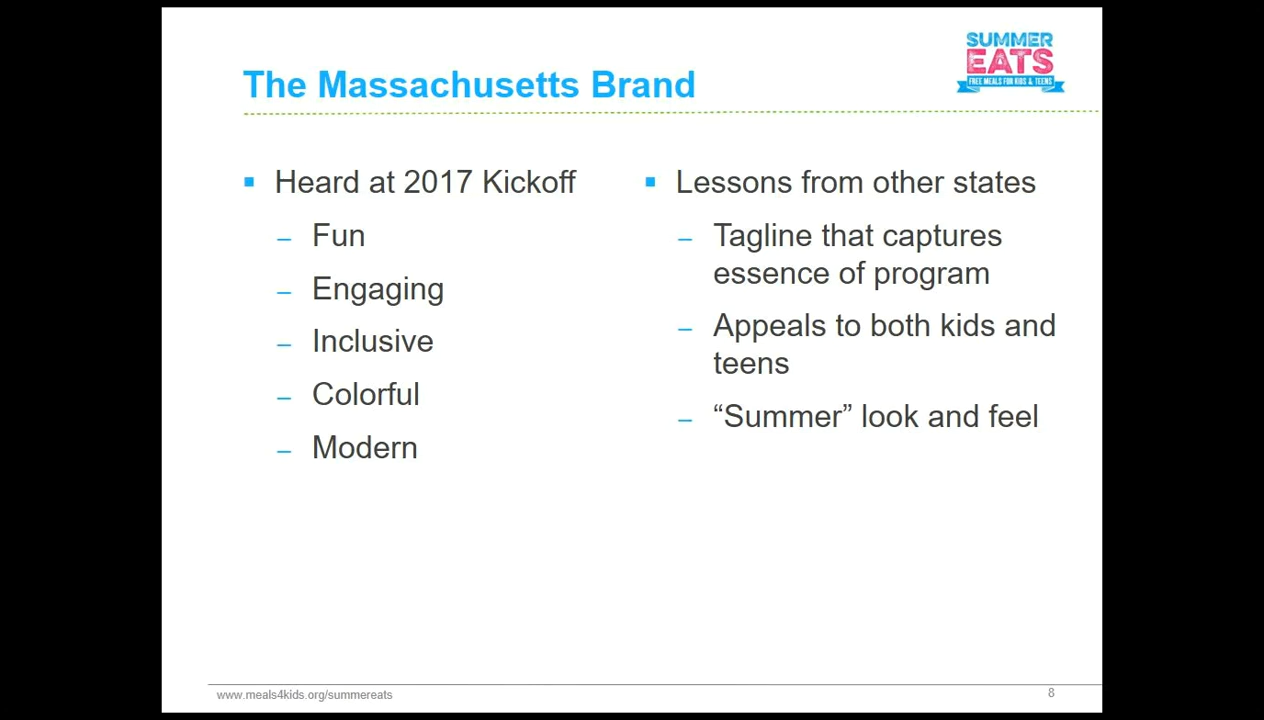 SUMMER
EATS
FREE MEALS FOR KIDS & TEENS
The Massachusetts Brand
▪ Heard at 2017 Kickoff
– Fun
– Engaging
– Inclusive
– Colorful
– Modern
▪ Lessons from other states
– Tagline that captures
essence of program
– Appeals to both kids and
teens
– “Summer” look and feel
www.meals4kids.org/summereats
8